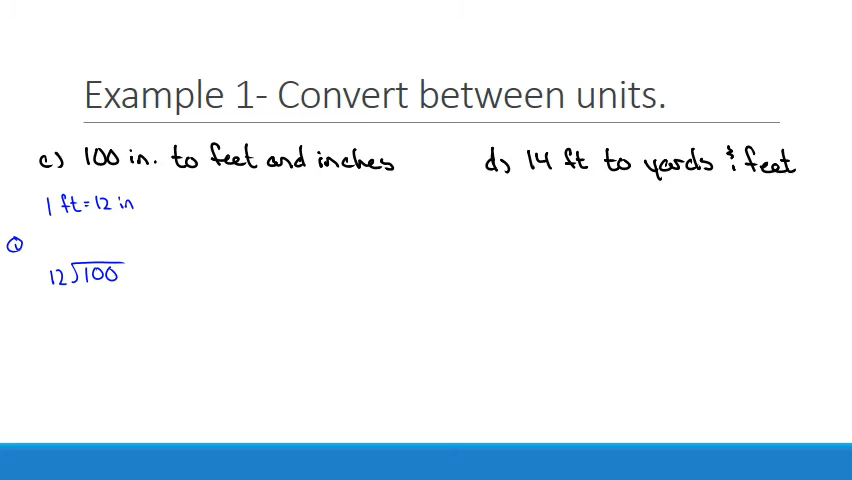 Example 1- Convert between units.
c) 100 in. to feet and inches
1 ft = 12 in
①
12⟌100
d) 14 ft to yards & feet